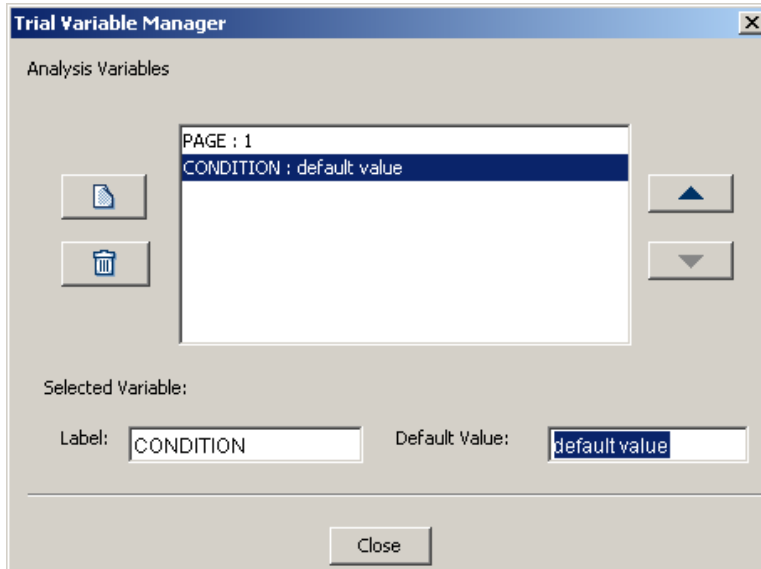 Trial Variable Manager
Analysis Variables
PAGE : 1
CONDITION : default value
Selected Variable:
Label: CONDITION Default Value: default value
Close